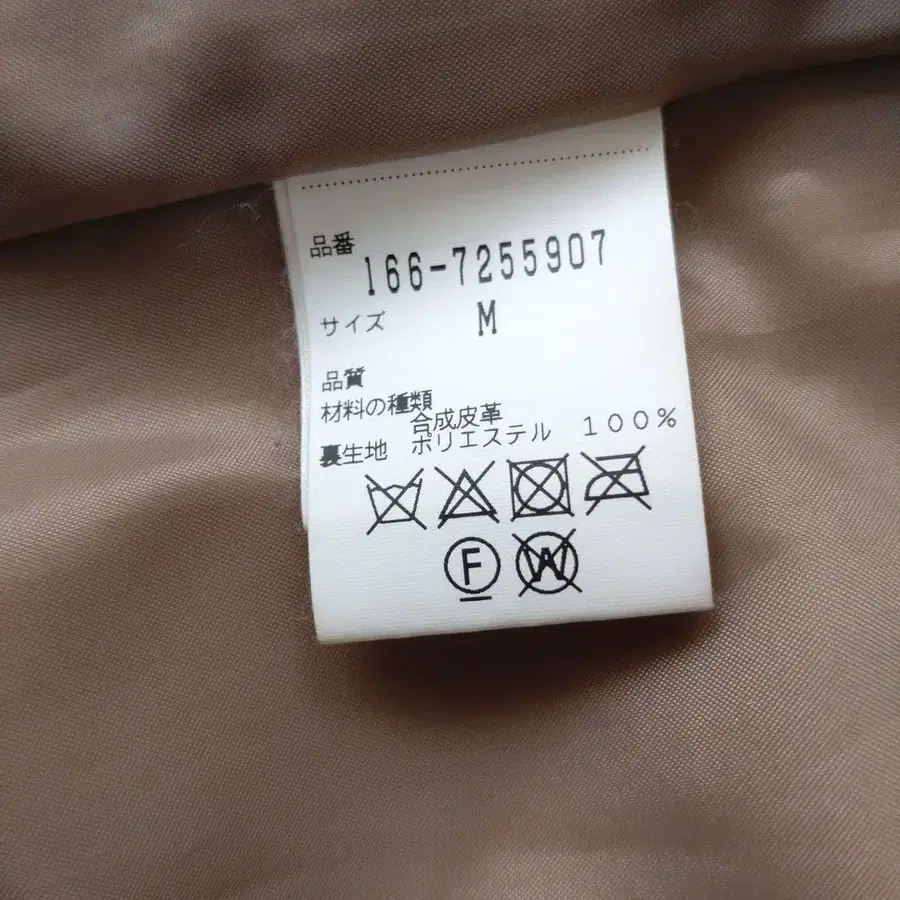 品番
166-7255907
サイズ M
品質
材料の種類
合成皮革
裏生地 ポリエステル 100%
F W